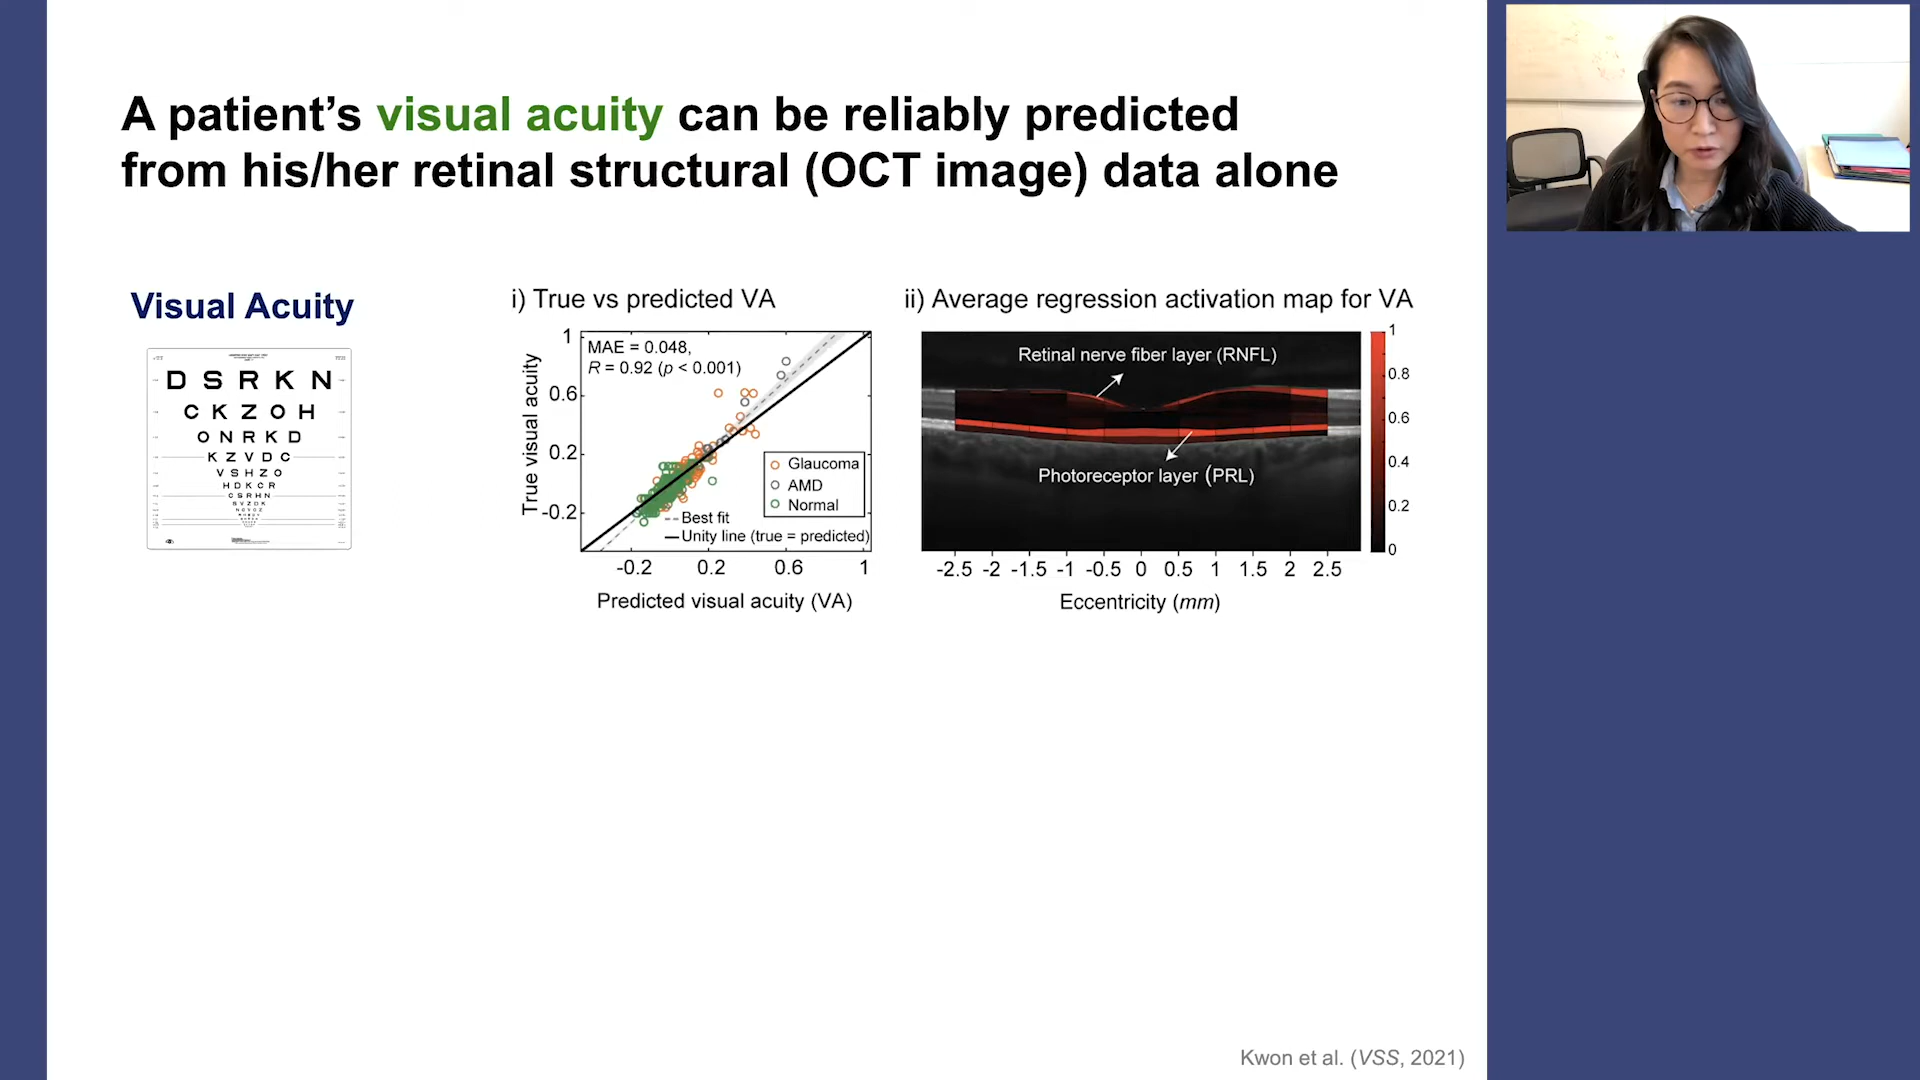 A patient’s visual acuity can be reliably predicted
from his/her retinal structural (OCT image) data alone
Visual Acuity
D S R K N
C K Z O H
O N R K D
K Z V D C
V S H Z O
H D K C R
C S R H N
S V Z D K
i) True vs predicted VA
MAE = 0.048,
R = 0.92 (p < 0.001)
True visual acuity
1
0.6
0.2
-0.2
Glaucoma
AMD
Normal
Best fit
Unity line (true = predicted)
-0.2 0.2 0.6 1
Predicted visual acuity (VA)
ii) Average regression activation map for VA
Retinal nerve fiber layer (RNFL)
Photoreceptor layer (PRL)
1
0.8
0.6
0.4
0.2
0
-2.5 -2 -1.5 -1 -0.5 0 0.5 1 1.5 2 2.5
Eccentricity (mm)
Kwon et al. (VSS, 2021)